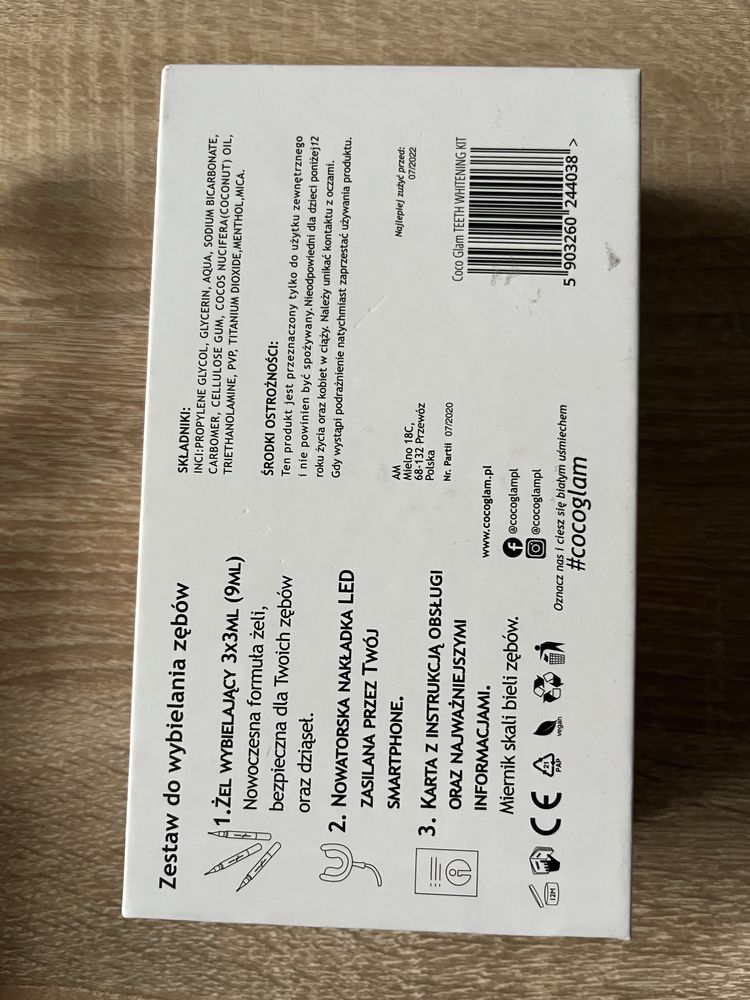 Zestaw do wybielania zębów
1. ŻEL WYBIELAJĄCY 3x3ML (9ML)
Nowoczesna formuła żeli,
bezpieczna dla Twoich zębów
oraz dziąseł.
2. NOWATORSKA NAKŁADKA LED
ZASILANA PRZEZ TWÓJ
SMARTPHONE.
3. KARTA Z INSTRUKCJĄ OBSŁUGI
ORAZ NAJWAŻNIEJSZYMI
INFORMACJAMI.
Miernik skali bieli zębów.
12M
CE
21
PAP
vegan
SKŁADNIKI:
INCI:PROPYLENE GLYCOL, GLYCERIN, AQUA, SODIUM BICARBONATE,
CARBOMER, CELLULOSE GUM, COCOS NUCIFERA(COCONUT) OIL,
TRIETHANOLAMINE, PVP, TITANIUM DIOXIDE,MENTHOL,MICA.
ŚRODKI OSTROŻNOŚCI:
Ten produkt jest przeznaczony tylko do użytku zewnętrznego
i nie powinien być spożywany.Nieodpowiedni dla dzieci poniżej12
roku życia oraz kobiet w ciąży. Należy unikać kontaktu z oczami.
Gdy wystąpi podrażnienie natychmiast zaprzestać używania produktu.
AM
Mielno 18C,
68-132 Przewóz
Polska
Nr. Partii 07/2020
Najlepiej zużyć przed:
07/2022
www.cocoglam.pl
@cocoglampl
@cocoglampl
Oznacz nas i ciesz się białym uśmiechem
#cocoglam
Coco Glam TEETH WHITENING KIT
5 903260 244038 >